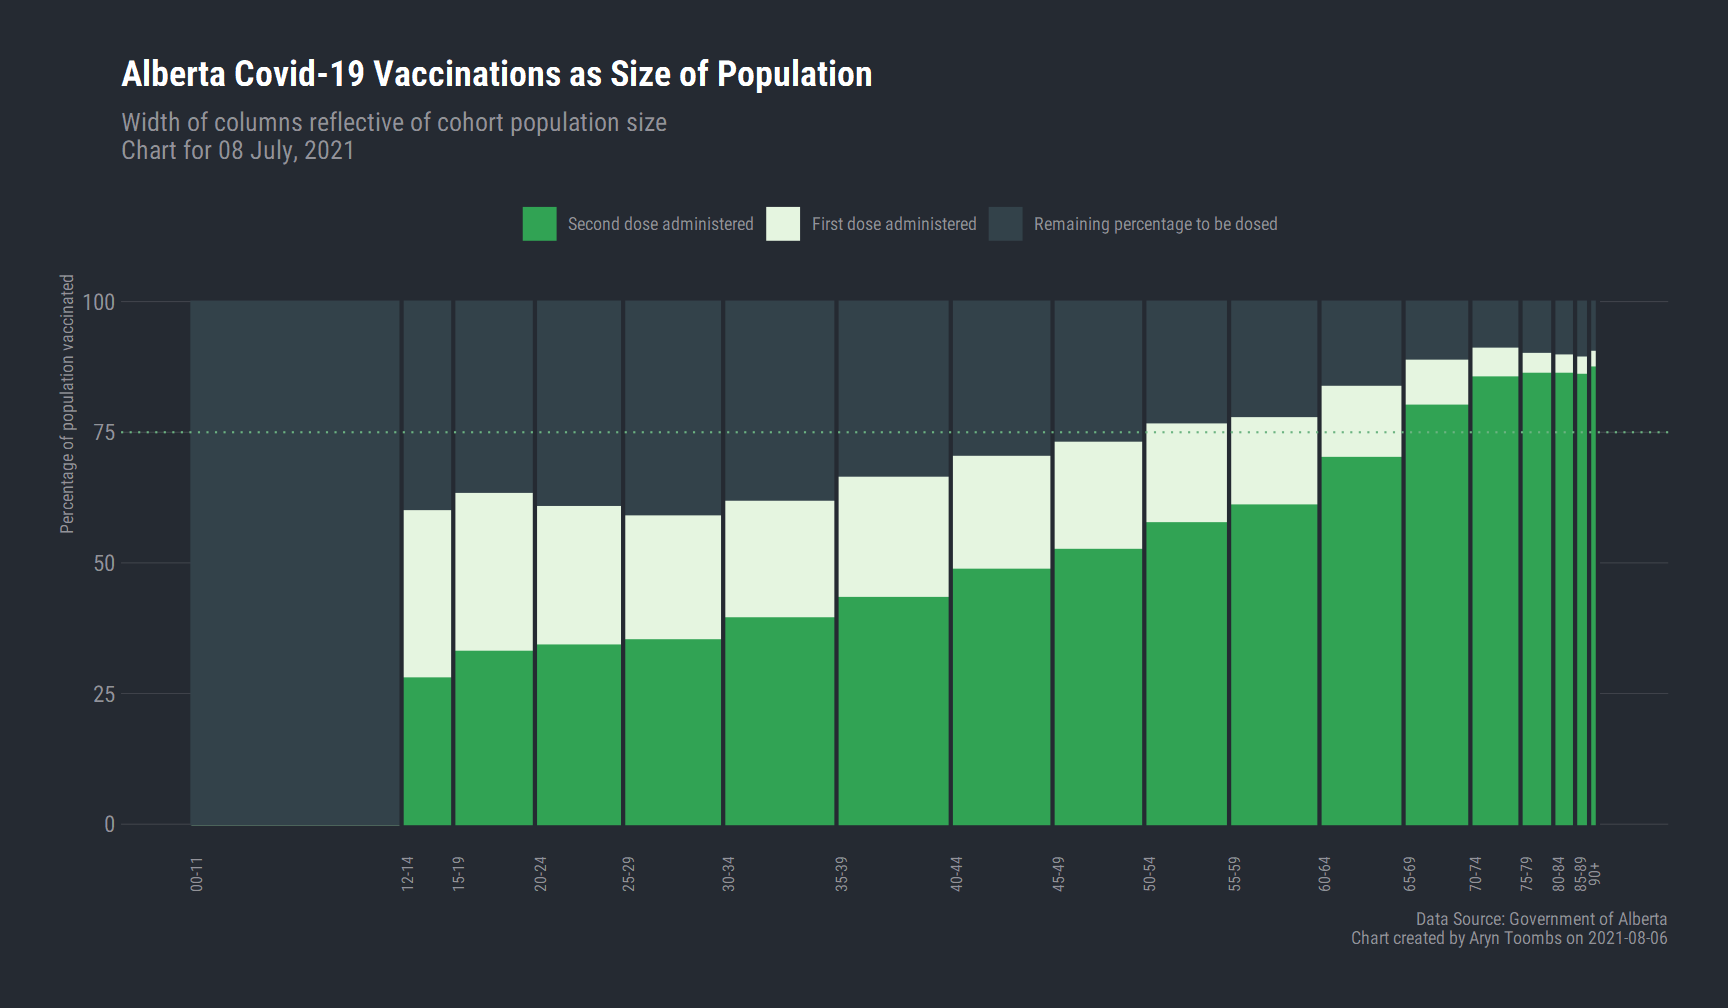 Alberta Covid-19 Vaccinations as Size of Population
Width of columns reflective of cohort population size
Chart for 08 July, 2021
Second dose administered
First dose administered
Remaining percentage to be dosed
Percentage of population vaccinated
100
75
50
25
0
00-11
12-14
15-19
20-24
25-29
30-34
35-39
40-44
45-49
50-54
55-59
60-64
65-69
70-74
75-79
80-84
85-89
90+
Data Source: Government of Alberta
Chart created by Aryn Toombs on 2021-08-06